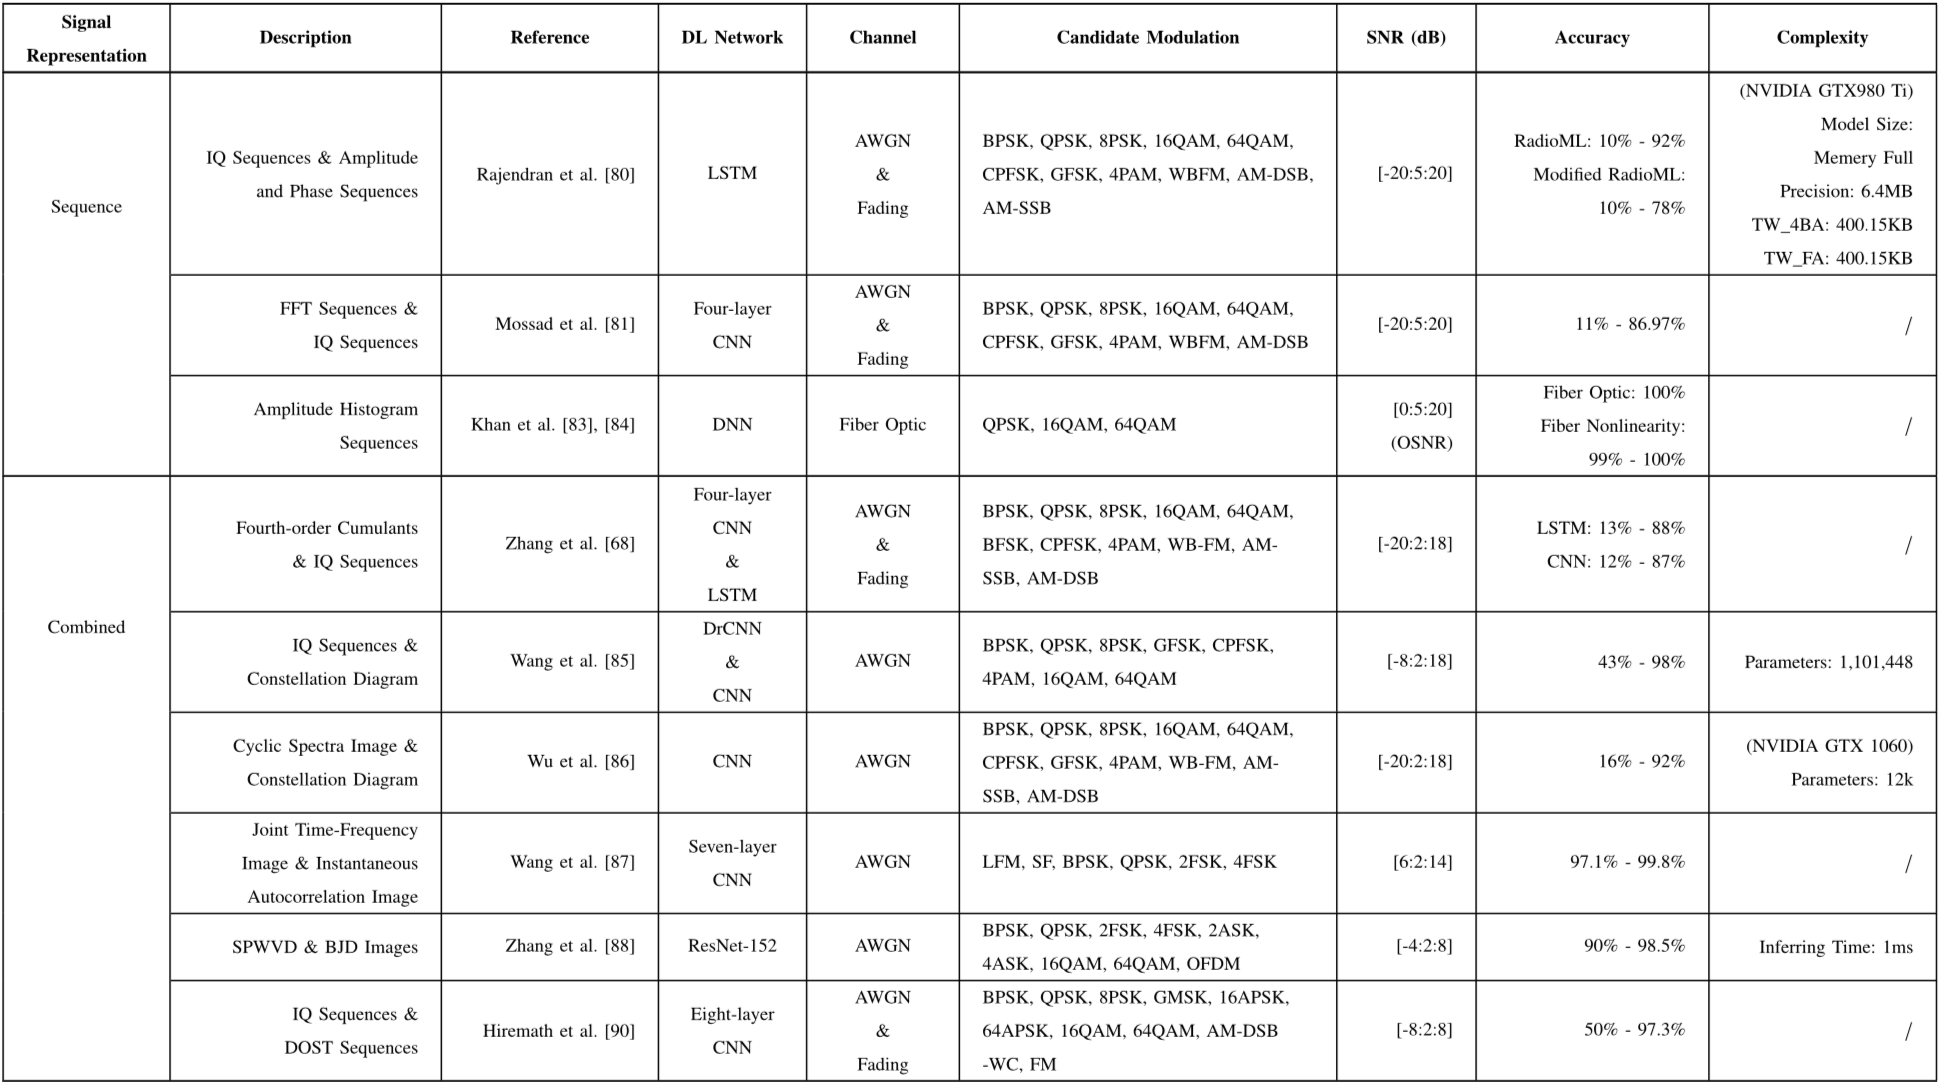 Signal
Representation
Description
Reference
DL Network
Channel
Candidate Modulation
SNR (dB)
Accuracy
Complexity
Sequence
IQ Sequences & Amplitude
and Phase Sequences
Rajendran et al. [80]
LSTM
AWGN
&
Fading
BPSK, QPSK, 8PSK, 16QAM, 64QAM,
CPFSK, GFSK, 4PAM, WBFM, AM-DSB,
AM-SSB
[-20:5:20]
RadioML: 10% - 92%
Modified RadioML:
10% - 78%
(NVIDIA GTX980 Ti)
Model Size:
Memery Full
Precision: 6.4MB
TW_4BA: 400.15KB
TW_FA: 400.15KB
FFT Sequences &
IQ Sequences
Mossad et al. [81]
Four-layer
CNN
AWGN
&
Fading
BPSK, QPSK, 8PSK, 16QAM, 64QAM,
CPFSK, GFSK, 4PAM, WBFM, AM-DSB
[-20:5:20]
11% - 86.97%
/
Amplitude Histogram
Sequences
Khan et al. [83], [84]
DNN
Fiber Optic
QPSK, 16QAM, 64QAM
[0:5:20]
(OSNR)
Fiber Optic: 100%
Fiber Nonlinearity:
99% - 100%
/
Combined
Fourth-order Cumulants
& IQ Sequences
Zhang et al. [68]
Four-layer
CNN
&
LSTM
AWGN
&
Fading
BPSK, QPSK, 8PSK, 16QAM, 64QAM,
BFSK, CPFSK, 4PAM, WB-FM, AM-
SSB, AM-DSB
[-20:2:18]
LSTM: 13% - 88%
CNN: 12% - 87%
/
IQ Sequences &
Constellation Diagram
Wang et al. [85]
DrCNN
&
CNN
AWGN
BPSK, QPSK, 8PSK, GFSK, CPFSK,
4PAM, 16QAM, 64QAM
[-8:2:18]
43% - 98%
Parameters: 1,101,448
Cyclic Spectra Image &
Constellation Diagram
Wu et al. [86]
CNN
AWGN
BPSK, QPSK, 8PSK, 16QAM, 64QAM,
CPFSK, GFSK, 4PAM, WB-FM, AM-
SSB, AM-DSB
[-20:2:18]
16% - 92%
(NVIDIA GTX 1060)
Parameters: 12k
Joint Time-Frequency
Image & Instantaneous
Autocorrelation Image
Wang et al. [87]
Seven-layer
CNN
AWGN
LFM, SF, BPSK, QPSK, 2FSK, 4FSK
[6:2:14]
97.1% - 99.8%
/
SPWVD & BJD Images
Zhang et al. [88]
ResNet-152
AWGN
BPSK, QPSK, 2FSK, 4FSK, 2ASK,
4ASK, 16QAM, 64QAM, OFDM
[-4:2:8]
90% - 98.5%
Inferring Time: 1ms
IQ Sequences &
DOST Sequences
Hiremath et al. [90]
Eight-layer
CNN
AWGN
&
Fading
BPSK, QPSK, 8PSK, GMSK, 16APSK,
64APSK, 16QAM, 64QAM, AM-DSB
-WC, FM
[-8:2:8]
50% - 97.3%
/